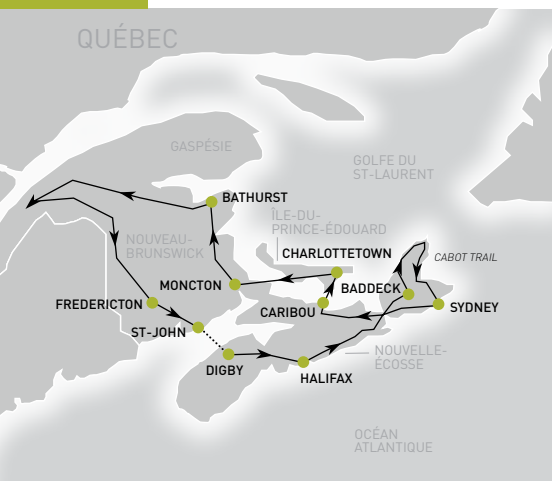 QUÉBEC
GASPÉSIE
GOLFE DU
ST-LAURENT
BATHURST
ÎLE-DU-
PRINCE-ÉDOUARD
NOUVEAU-
BRUNSWICK
CHARLOTTETOWN
CABOT TRAIL
MONCTON
BADDECK
FREDERICTON
CARIBOU
SYDNEY
ST-JOHN
NOUVELLE-
ÉCOSSE
DIGBY
HALIFAX
OCÉAN
ATLANTIQUE